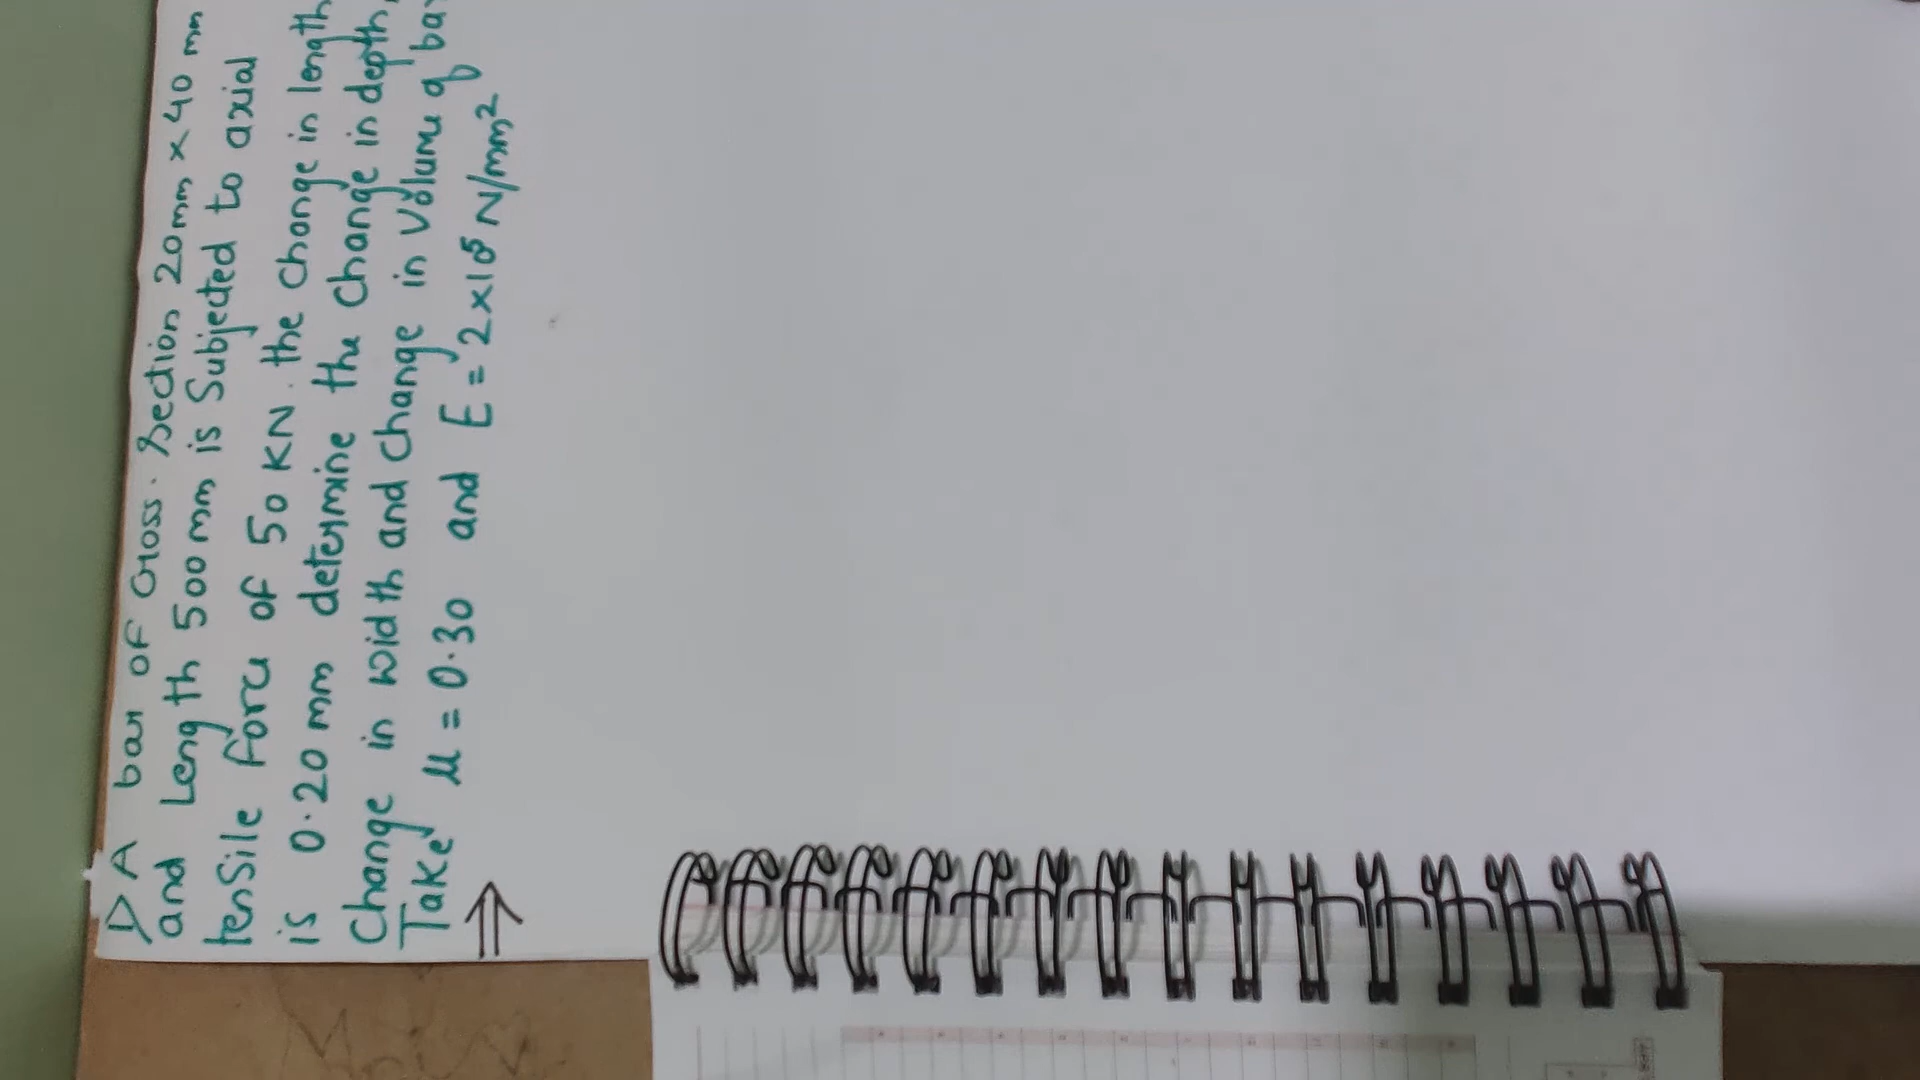 1) A bar of cross. section 20mm x 40 mm
and Length 500 mm is Subjected to axial
tensile force of 50 KN. the change in length
is 0.20 mm determine the change in depth,
Change in width and change in volume of bar
Take μ = 0.30 and E = 2x10⁵ N/mm²
⇒